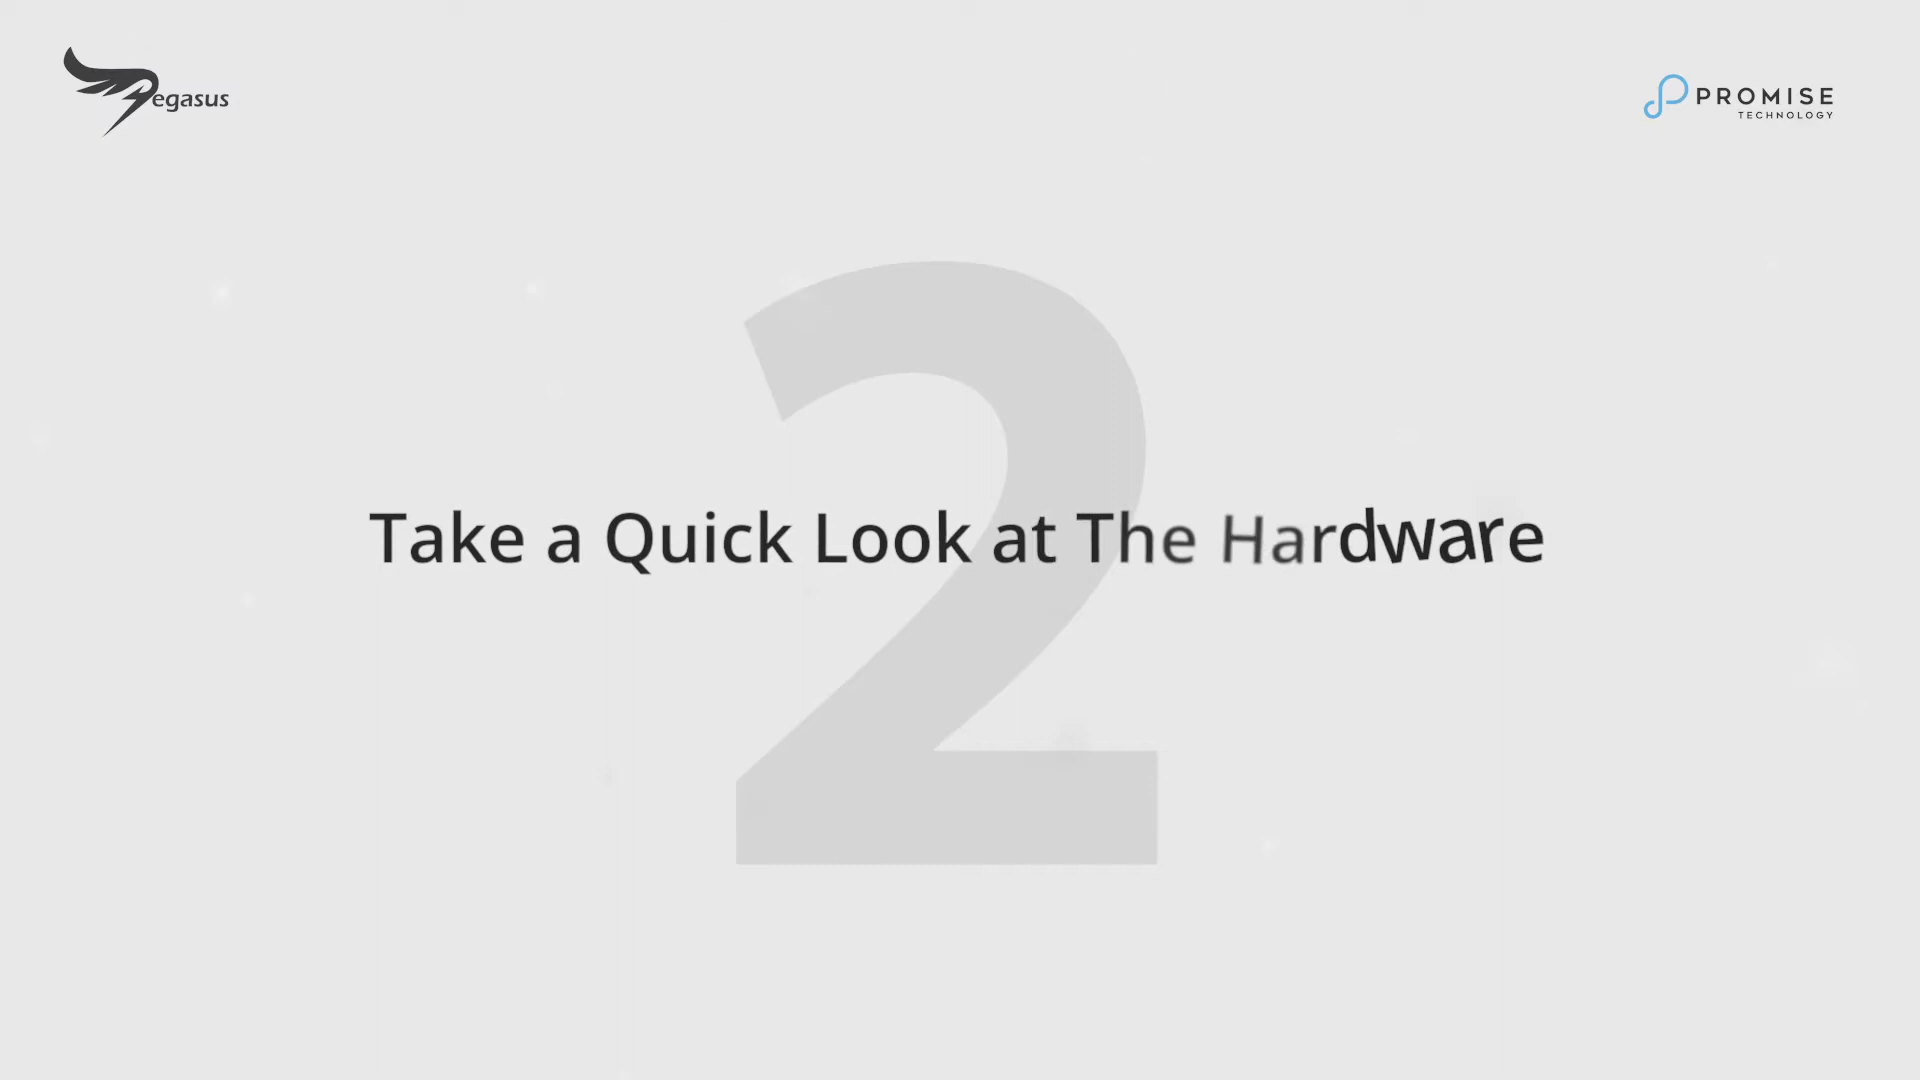 Pegasus
PROMISE
TECHNOLOGY
2
Take a Quick Look at The Hardware